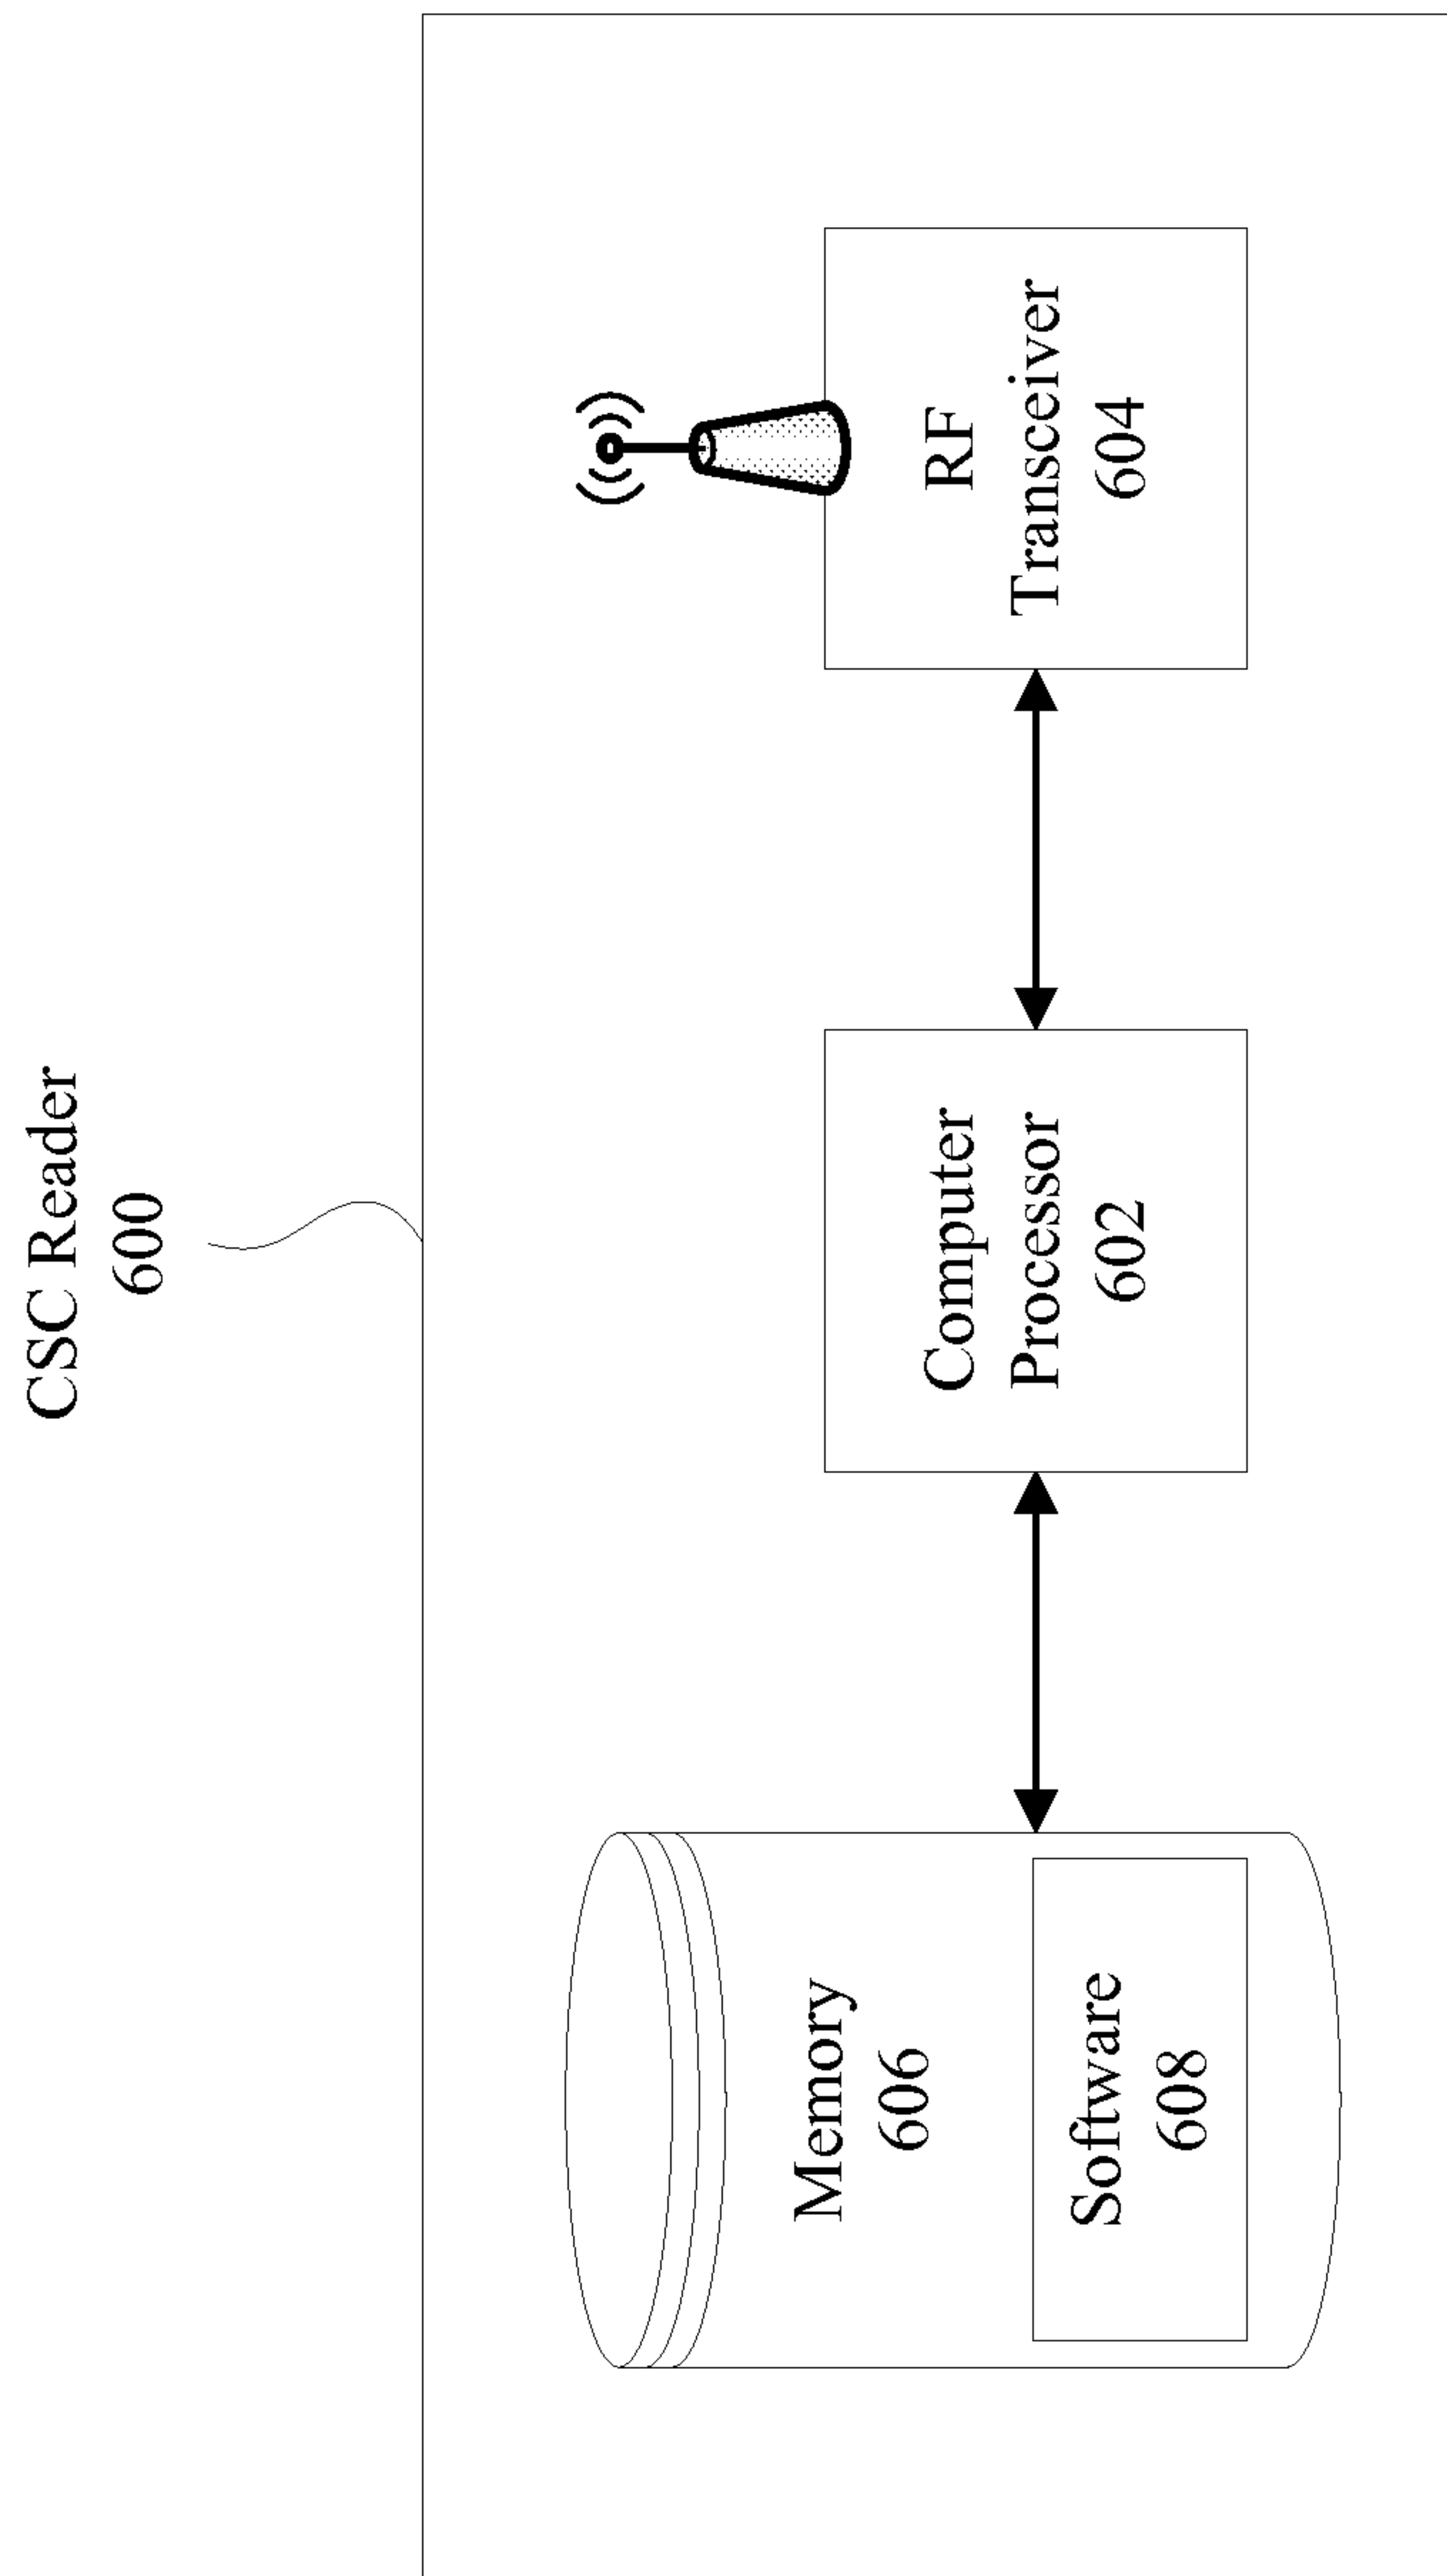 CSC Reader
600
Memory
606
Software
608
Computer
Processor
602
RF
Transceiver
604